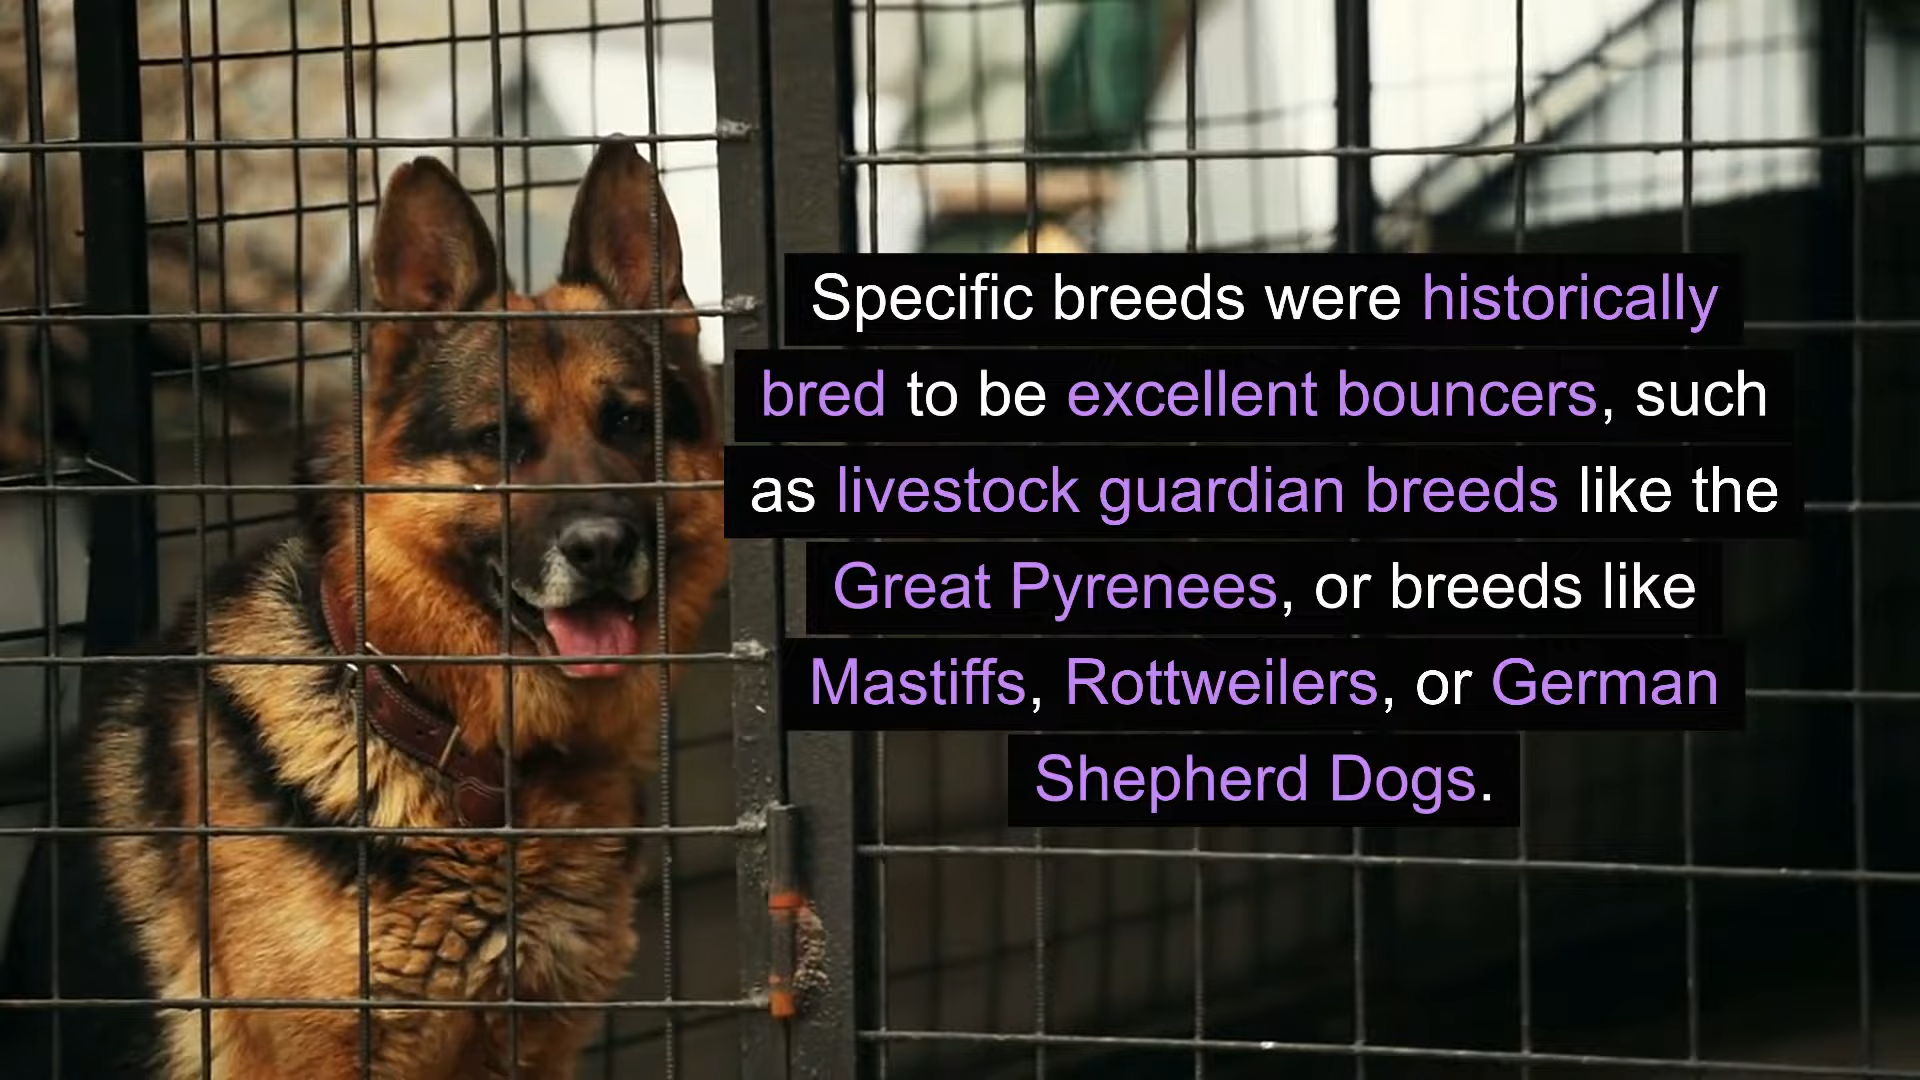 Specific breeds were historically
bred to be excellent bouncers, such
as livestock guardian breeds like the
Great Pyrenees, or breeds like
Mastiffs, Rottweilers, or German
Shepherd Dogs.